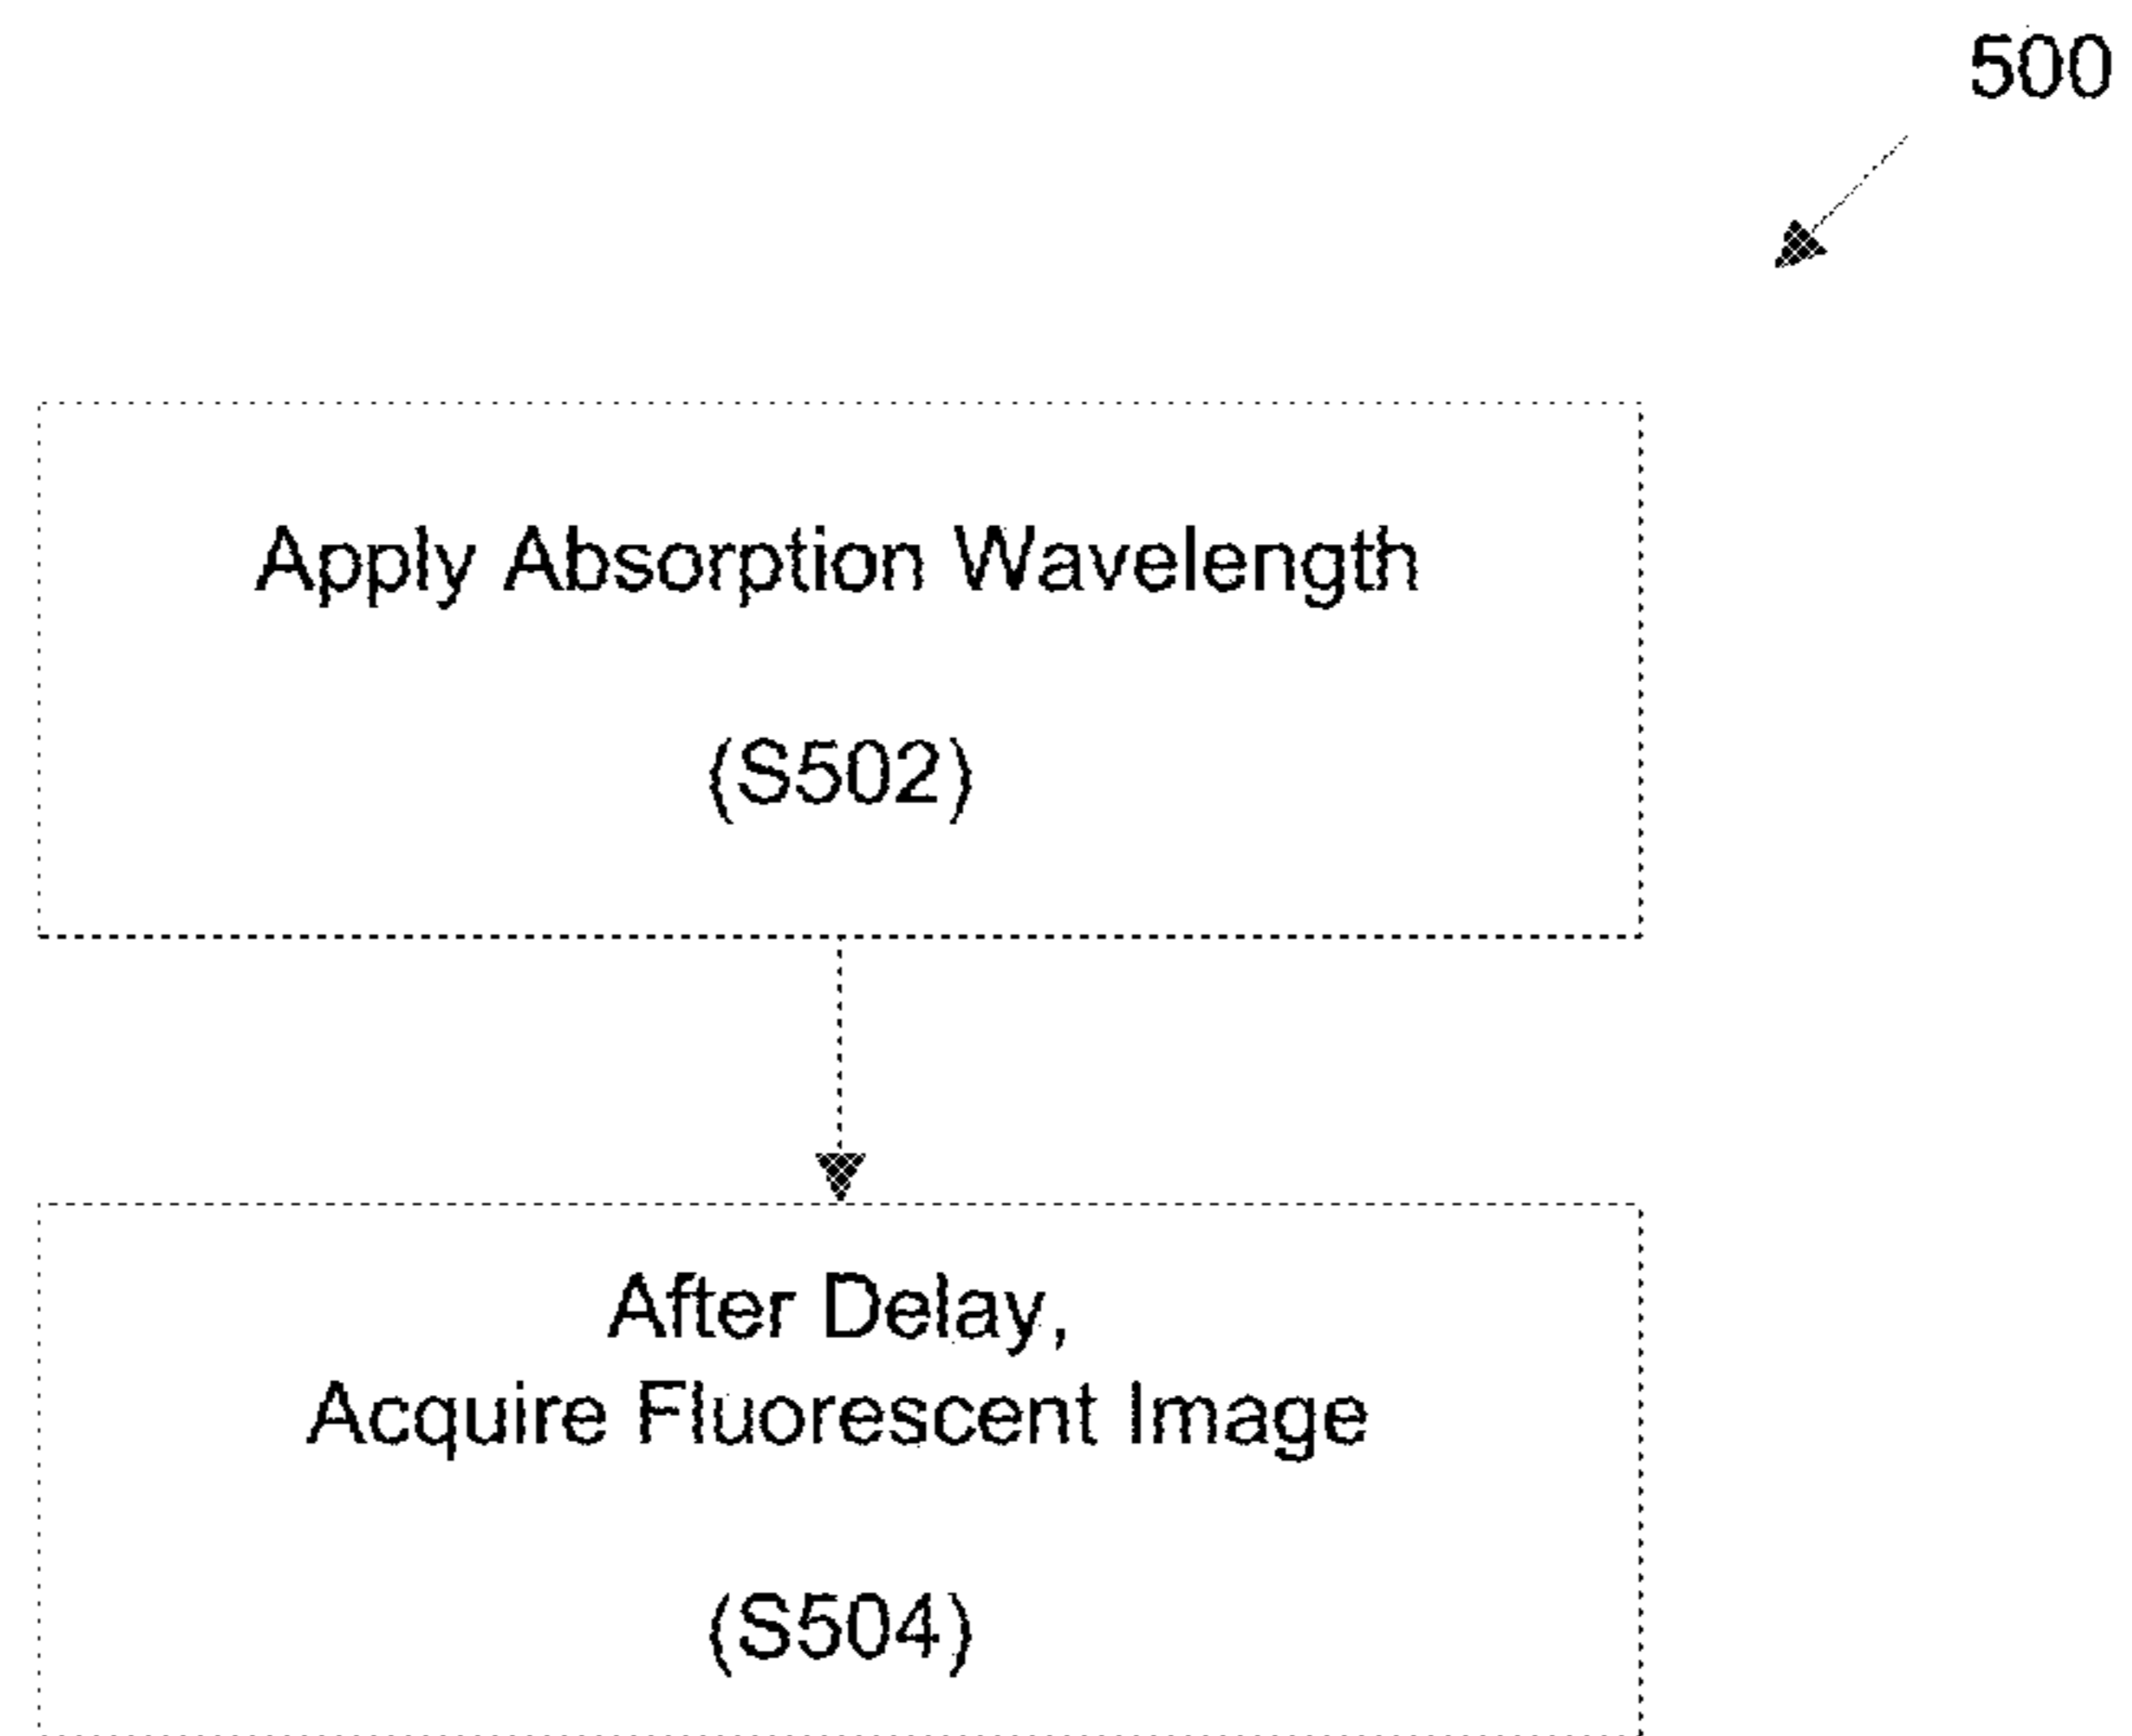 500
Apply Absorption Wavelength
(S502)
After Delay,
Acquire Fluorescent Image
(S504)